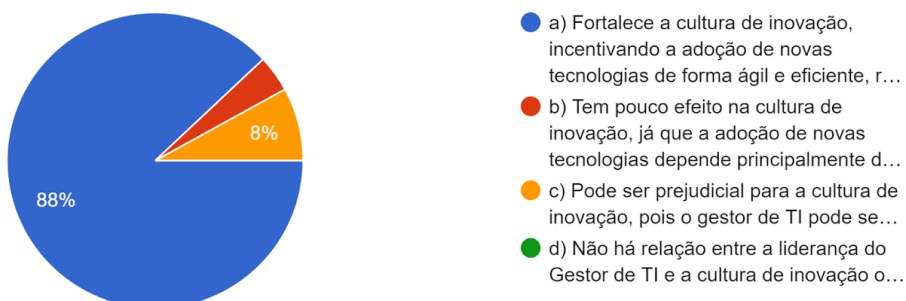 88%
8%
a) Fortalece a cultura de inovação,
incentivando a adoção de novas
tecnologias de forma ágil e eficiente, r…
b) Tem pouco efeito na cultura de
inovação, já que a adoção de novas
tecnologias depende principalmente d…
c) Pode ser prejudicial para a cultura de
inovação, pois o gestor de TI pode se…
d) Não há relação entre a liderança do
Gestor de TI e a cultura de inovação o…